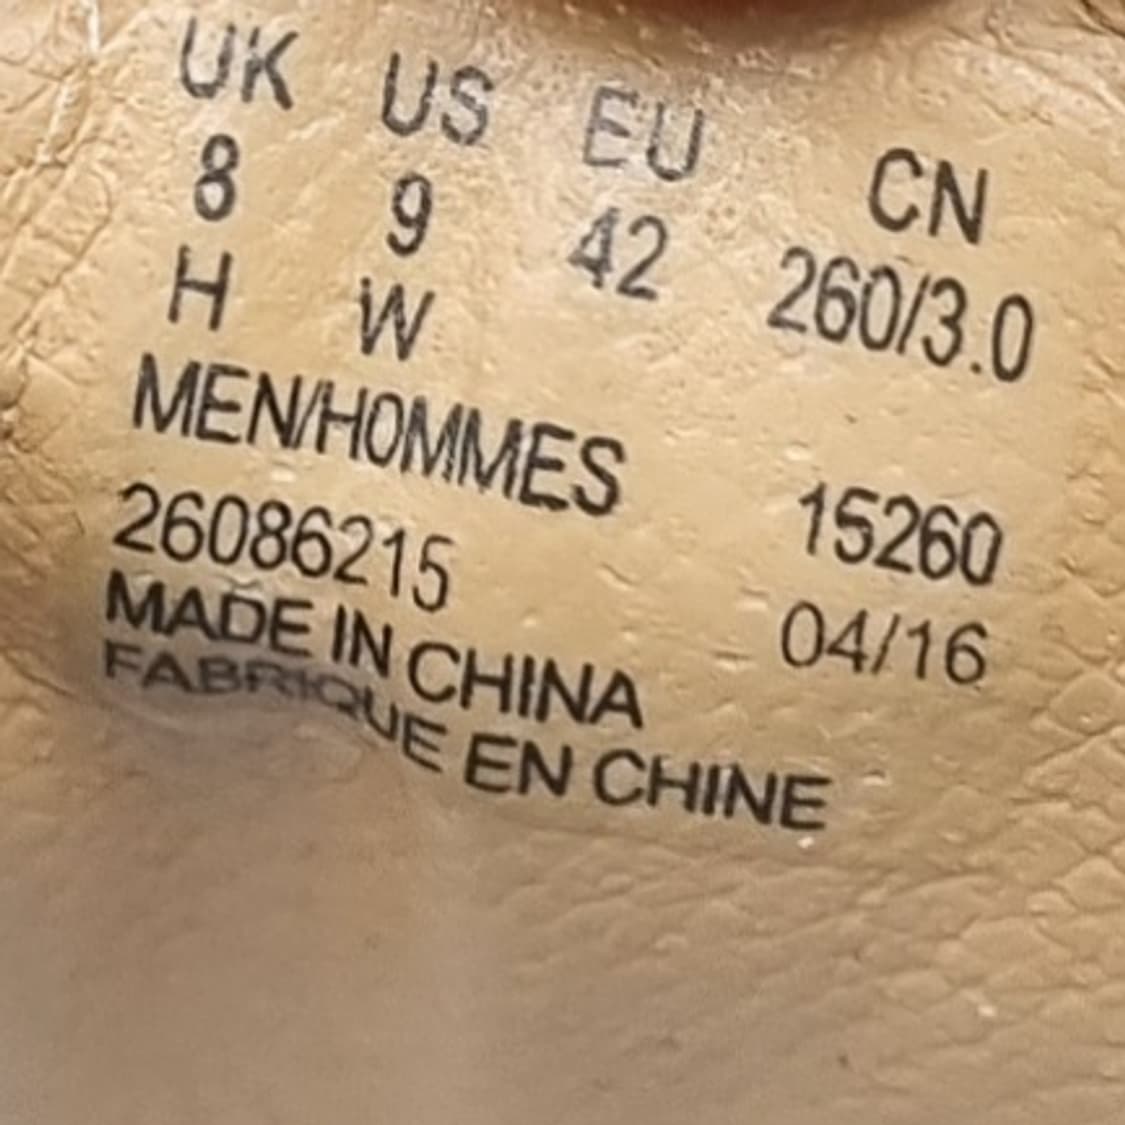 UK US EU CN
8 9 42 260/3.0
H W
MEN/HOMMES
26086215 15260
MADE IN CHINA 04/16
FABRIQUE EN CHINE